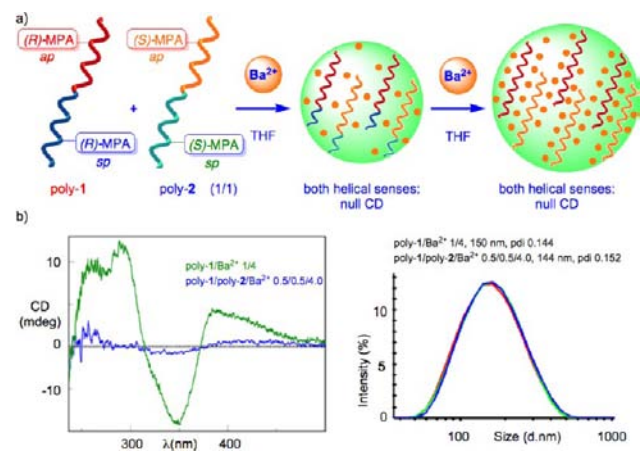 a)
(R)-MPA
ap
(S)-MPA
ap
Ba2+
Ba2+
+
THF
THF
(R)-MPA
sp
(S)-MPA
sp
poly-1
poly-2 (1/1)
both helical senses:
null CD
both helical senses:
null CD
b)
poly-1/Ba2+ 1/4
poly-1/poly-2/Ba2+ 0.5/0.5/4.0
CD
(mdeg)
10
0
-10
300
λ(nm)
400
poly-1/Ba2+ 1/4, 150 nm, pdi 0.144
poly-1/poly-2/Ba2+ 0.5/0.5/4.0, 144 nm, pdi 0.152
Intensity (%)
10
5
0
100
Size (d.nm)
1000